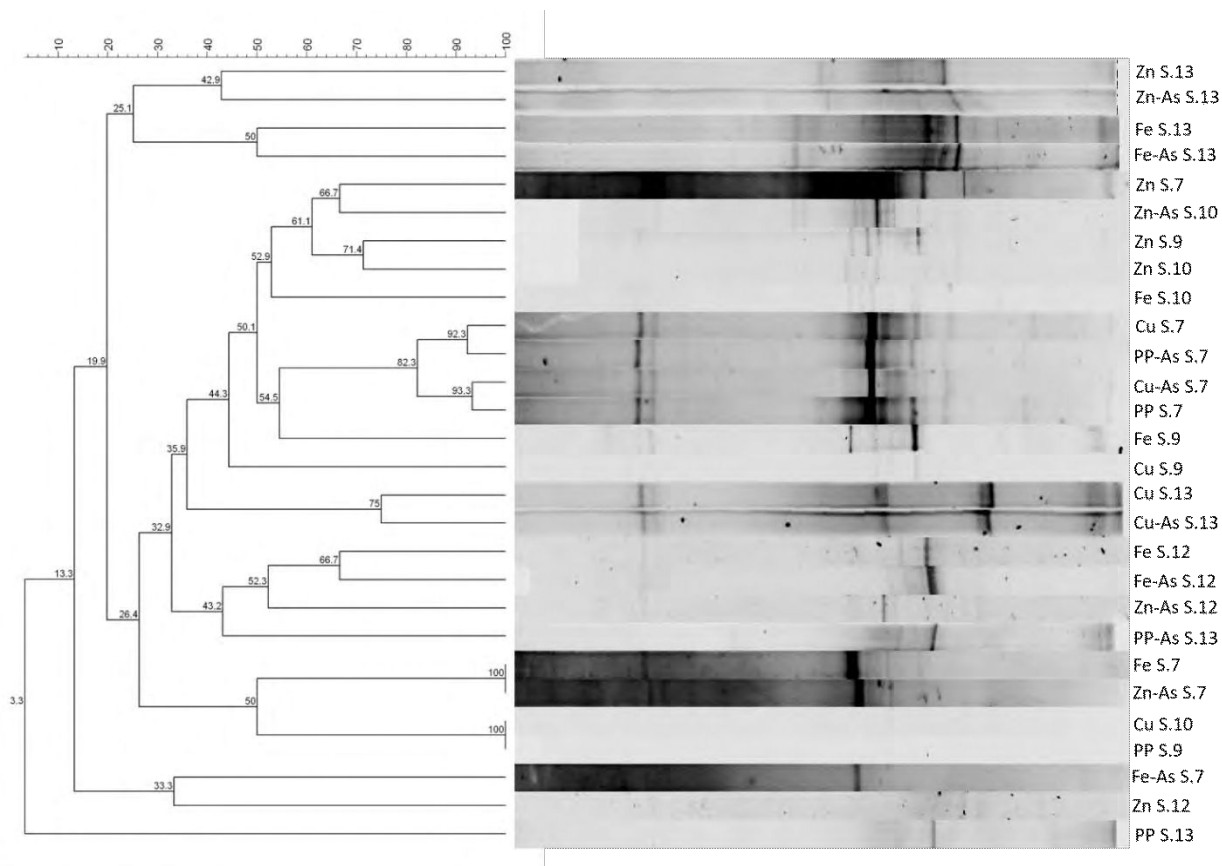 10 20 30 40 50 60 70 80 90 100
42.9 Zn S.13
25.1 Zn-As S.13
50 Fe S.13
Fe-As S.13
66.7 Zn S.7
61.1 Zn-As S.10
71.4 Zn S.9
52.9 Zn S.10
Fe S.10
50.1 92.3 Cu S.7
19.9 82.3 PP-As S.7
93.3 Cu-As S.7
44.3 54.5 PP S.7
Fe S.9
35.9 Cu S.9
75 Cu S.13
32.9 Cu-As S.13
66.7 Fe S.12
13.3 52.3 Fe-As S.12
26.4 43.2 Zn-As S.12
PP-As S.13
100 Fe S.7
3.3 50 Zn-As S.7
100 Cu S.10
PP S.9
33.3 Fe-As S.7
Zn S.12
PP S.13